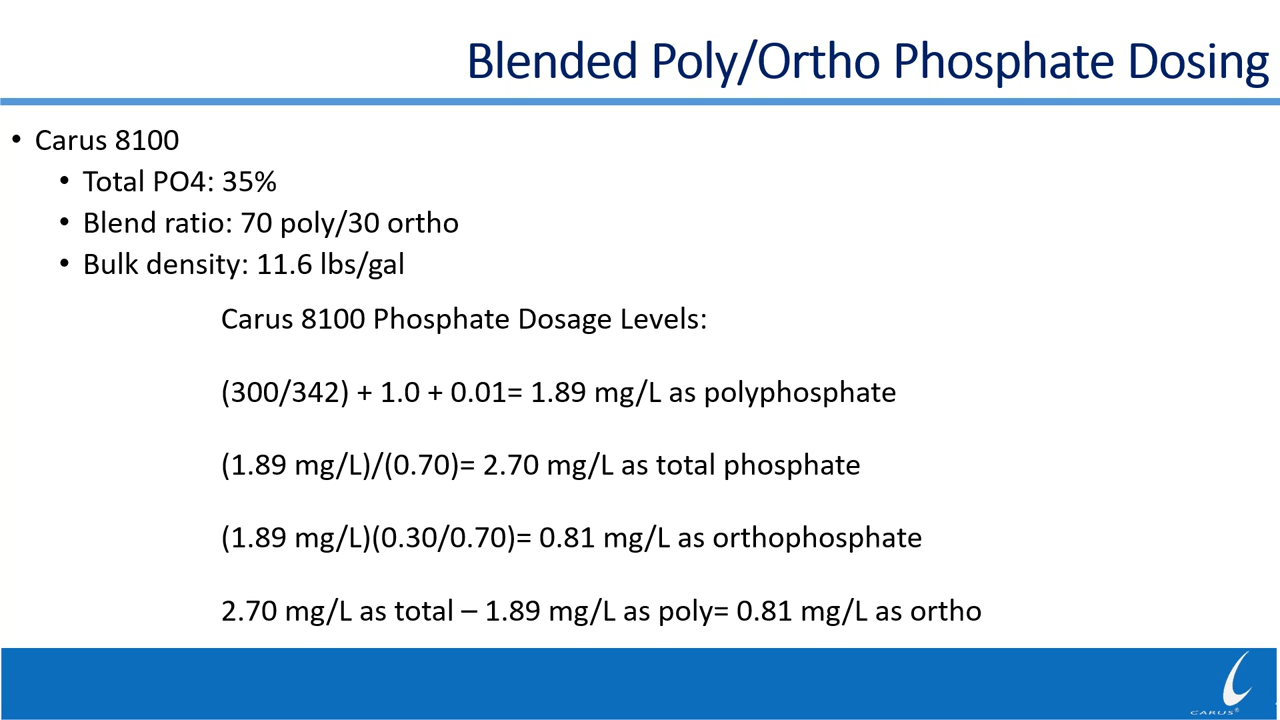 Blended Poly/Ortho Phosphate Dosing
• Carus 8100
• Total PO4: 35%
• Blend ratio: 70 poly/30 ortho
• Bulk density: 11.6 lbs/gal
Carus 8100 Phosphate Dosage Levels:
(300/342) + 1.0 + 0.01= 1.89 mg/L as polyphosphate
(1.89 mg/L)/(0.70)= 2.70 mg/L as total phosphate
(1.89 mg/L)(0.30/0.70)= 0.81 mg/L as orthophosphate
2.70 mg/L as total – 1.89 mg/L as poly= 0.81 mg/L as ortho
CARUS®